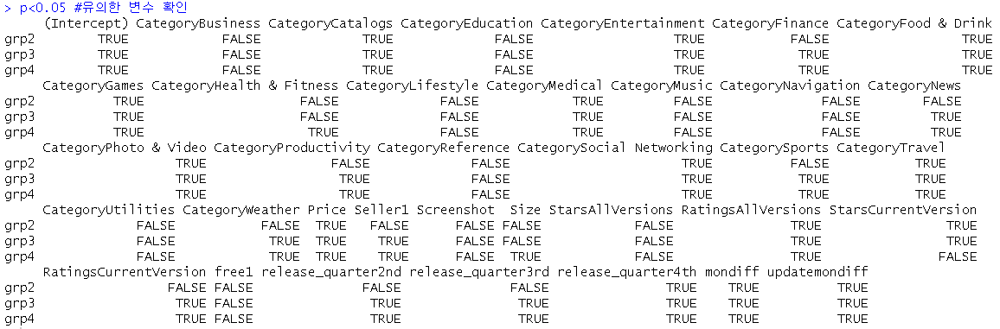 > p<0.05 #유의한 변수 확인
(Intercept) CategoryBusiness CategoryCatalogs CategoryEducation CategoryEntertainment CategoryFinance CategoryFood & Drink
grp2 TRUE FALSE TRUE FALSE TRUE FALSE TRUE
grp3 TRUE FALSE TRUE FALSE TRUE TRUE TRUE
grp4 TRUE FALSE TRUE FALSE TRUE TRUE TRUE
CategoryGames CategoryHealth & Fitness CategoryLifestyle CategoryMedical CategoryMusic CategoryNavigation CategoryNews
grp2 TRUE FALSE FALSE TRUE FALSE FALSE FALSE
grp3 TRUE FALSE FALSE TRUE FALSE FALSE TRUE
grp4 TRUE TRUE FALSE TRUE FALSE FALSE TRUE
CategoryPhoto & Video CategoryProductivity CategoryReference CategorySocial Networking CategorySports CategoryTravel
grp2 TRUE FALSE FALSE TRUE FALSE TRUE
grp3 TRUE TRUE FALSE TRUE TRUE TRUE
grp4 TRUE TRUE FALSE TRUE TRUE TRUE
CategoryUtilities CategoryWeather Price Seller1 Screenshot Size StarsAllVersions RatingsAllVersions StarsCurrentVersion
grp2 FALSE FALSE TRUE FALSE FALSE FALSE FALSE TRUE TRUE
grp3 FALSE TRUE TRUE TRUE FALSE FALSE FALSE TRUE TRUE
grp4 FALSE TRUE TRUE TRUE FALSE TRUE FALSE TRUE FALSE
RatingsCurrentVersion free1 release_quarter2nd release_quarter3rd release_quarter4th mondiff updatemondiff
grp2 FALSE FALSE FALSE FALSE TRUE TRUE TRUE
grp3 TRUE FALSE TRUE TRUE TRUE TRUE TRUE
grp4 TRUE FALSE TRUE TRUE TRUE TRUE TRUE